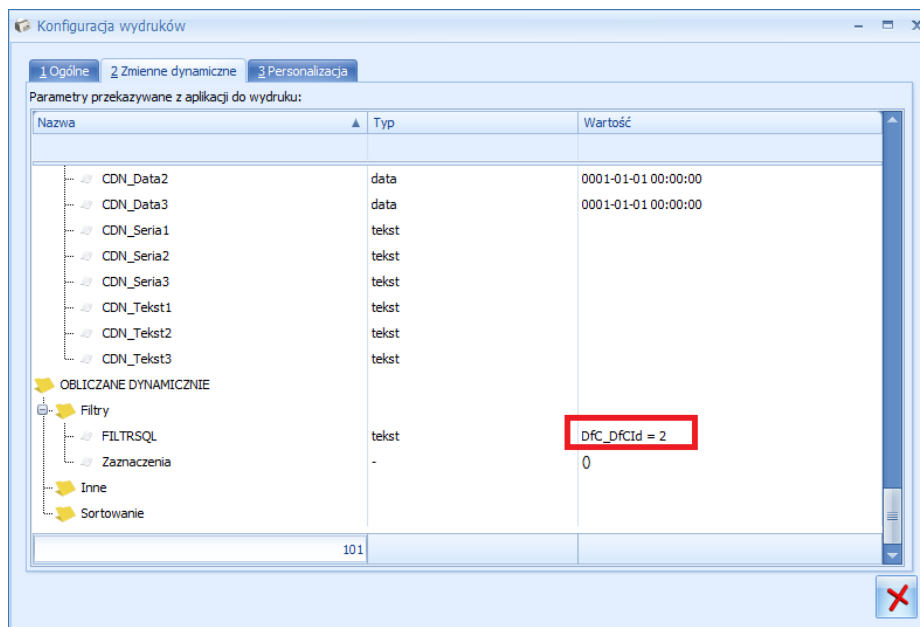 Konfiguracja wydruków
1 Ogólne 2 Zmienne dynamiczne 3 Personalizacja
Parametry przekazywane z aplikacji do wydruku:
Nazwa Typ Wartość
CDN_Data2 data 0001-01-01 00:00:00
CDN_Data3 data 0001-01-01 00:00:00
CDN_Seria1 tekst
CDN_Seria2 tekst
CDN_Seria3 tekst
CDN_Tekst1 tekst
CDN_Tekst2 tekst
CDN_Tekst3 tekst
OBLICZANE DYNAMICZNIE
Filtry
FILTRSQL tekst DfC_DfCId = 2
Zaznaczenia - ()
Inne
Sortowanie
101